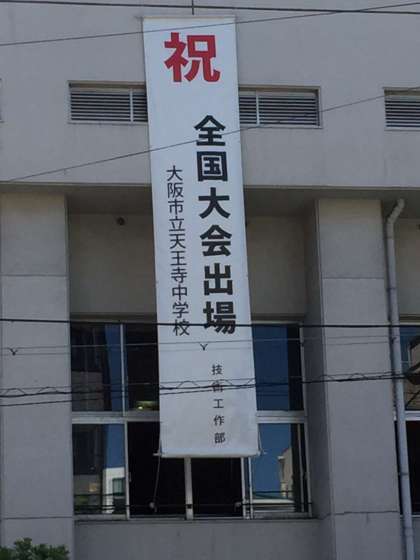 祝
全国大会出場
大阪市立天王寺中学校
技術工作部